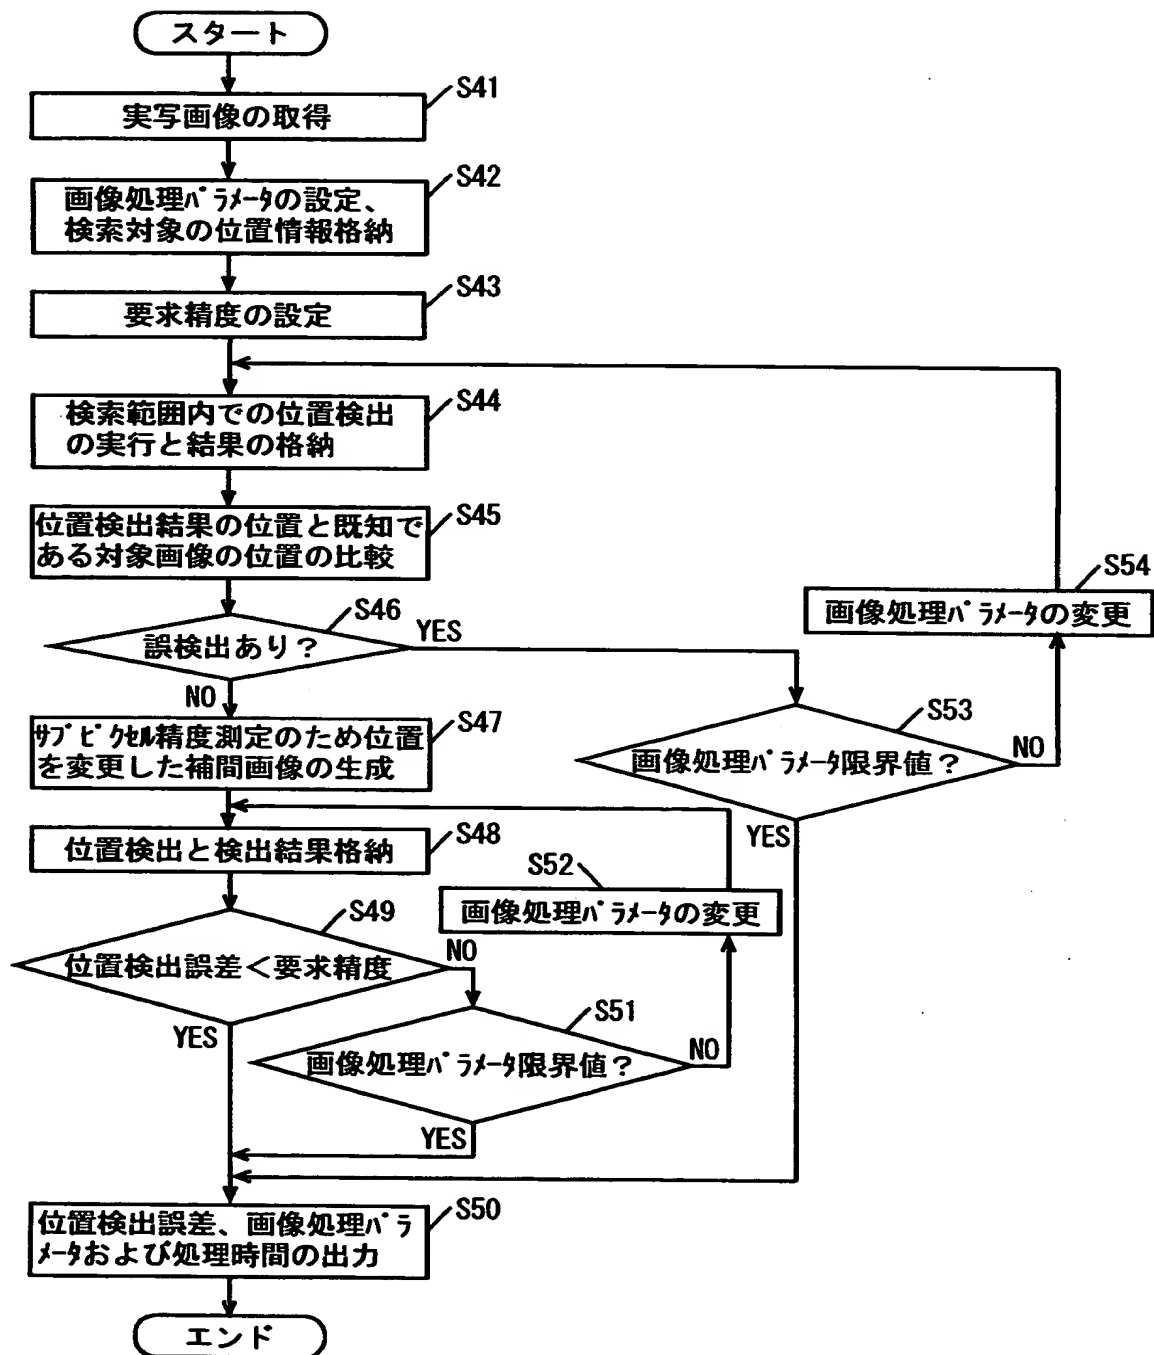 スタート
S41
実写画像の取得
S42
画像処理パラメータの設定、
検索対象の位置情報格納
S43
要求精度の設定
S44
検索範囲内での位置検出
の実行と結果の格納
S45
位置検出結果の位置と既知で
ある対象画像の位置の比較
S46
誤検出あり?
YES
NO
S54
画像処理パラメータの変更
S53
画像処理パラメータ限界値?
NO
YES
S47
サブピクセル精度測定のため位置
を変更した補間画像の生成
S48
位置検出と検出結果格納
S52
画像処理パラメータの変更
S49
位置検出誤差<要求精度
NO
YES
S51
画像処理パラメータ限界値?
NO
YES
S50
位置検出誤差、画像処理パラ
メータおよび処理時間の出力
エンド